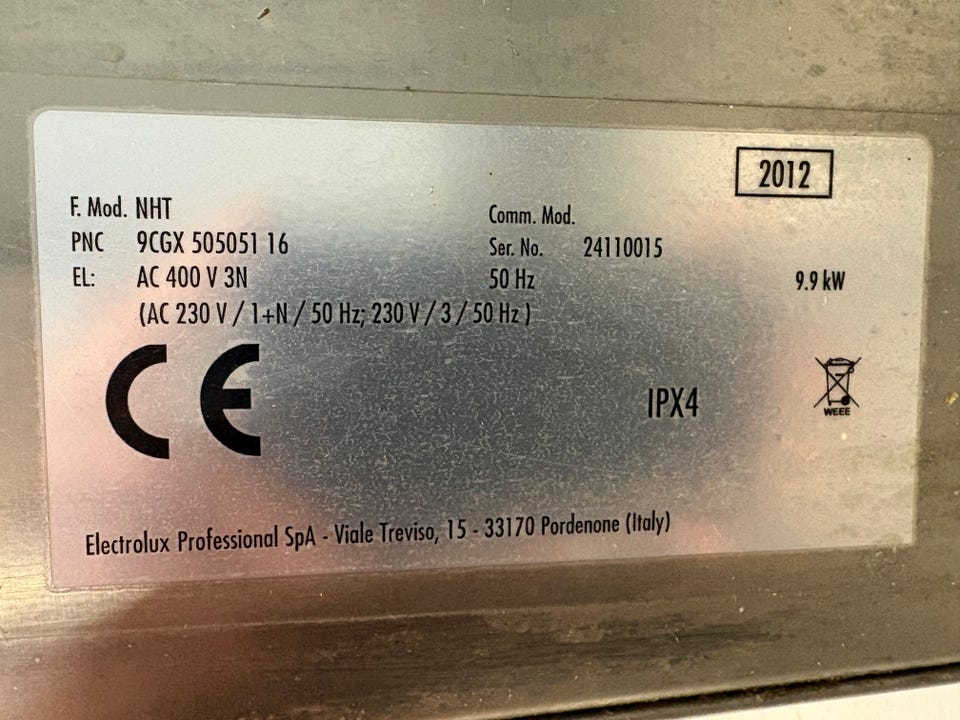 2012
F. Mod. NHT
Comm. Mod.
PNC 9CGX 505051 16
Ser. No. 24110015
EL: AC 400 V 3N
50 Hz
9.9 kW
(AC 230 V / 1+N / 50 Hz; 230 V / 3 / 50 Hz )
CE
IPX4
WEEE
Electrolux Professional SpA - Viale Treviso, 15 - 33170 Pordenone (Italy)